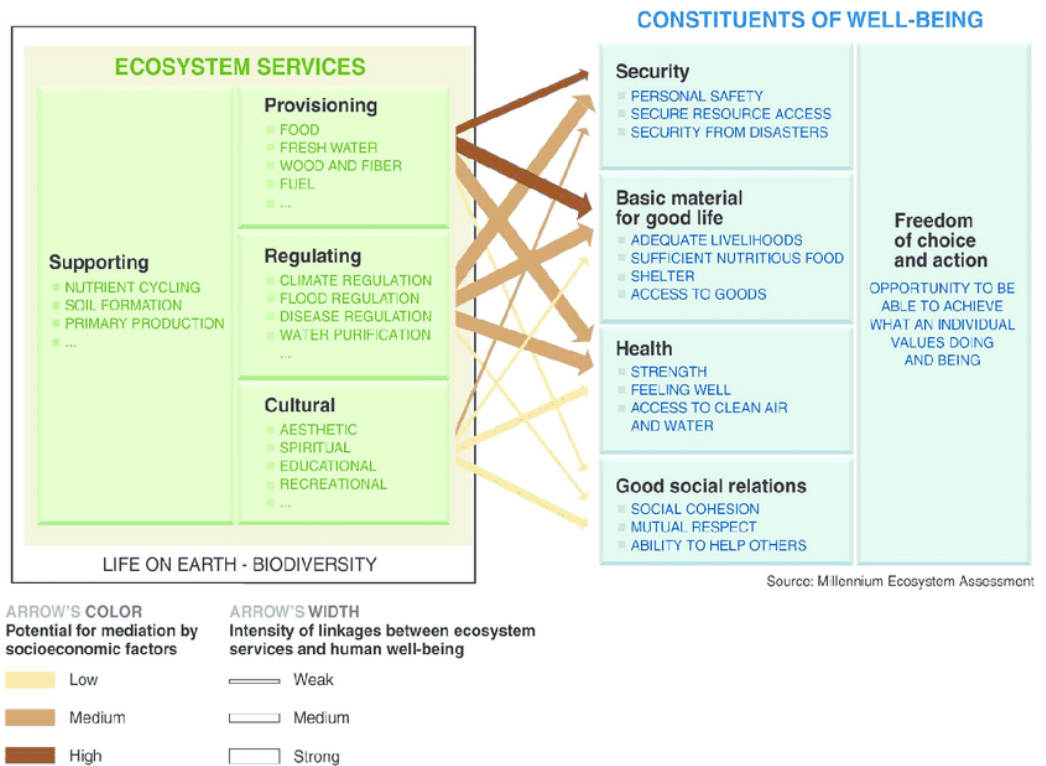 CONSTITUENTS OF WELL-BEING
ECOSYSTEM SERVICES
Supporting
NUTRIENT CYCLING
SOIL FORMATION
PRIMARY PRODUCTION
...
Provisioning
FOOD
FRESH WATER
WOOD AND FIBER
FUEL
...
Regulating
CLIMATE REGULATION
FLOOD REGULATION
DISEASE REGULATION
WATER PURIFICATION
...
Cultural
AESTHETIC
SPIRITUAL
EDUCATIONAL
RECREATIONAL
...
LIFE ON EARTH - BIODIVERSITY
Security
PERSONAL SAFETY
SECURE RESOURCE ACCESS
SECURITY FROM DISASTERS
Basic material
for good life
ADEQUATE LIVELIHOODS
SUFFICIENT NUTRITIOUS FOOD
SHELTER
ACCESS TO GOODS
Health
STRENGTH
FEELING WELL
ACCESS TO CLEAN AIR
AND WATER
Good social relations
SOCIAL COHESION
MUTUAL RESPECT
ABILITY TO HELP OTHERS
Freedom
of choice
and action
OPPORTUNITY TO BE
ABLE TO ACHIEVE
WHAT AN INDIVIDUAL
VALUES DOING
AND BEING
Source: Millennium Ecosystem Assessment
ARROW'S COLOR
Potential for mediation by
socioeconomic factors
Low
Medium
High
ARROW'S WIDTH
Intensity of linkages between ecosystem
services and human well-being
Weak
Medium
Strong